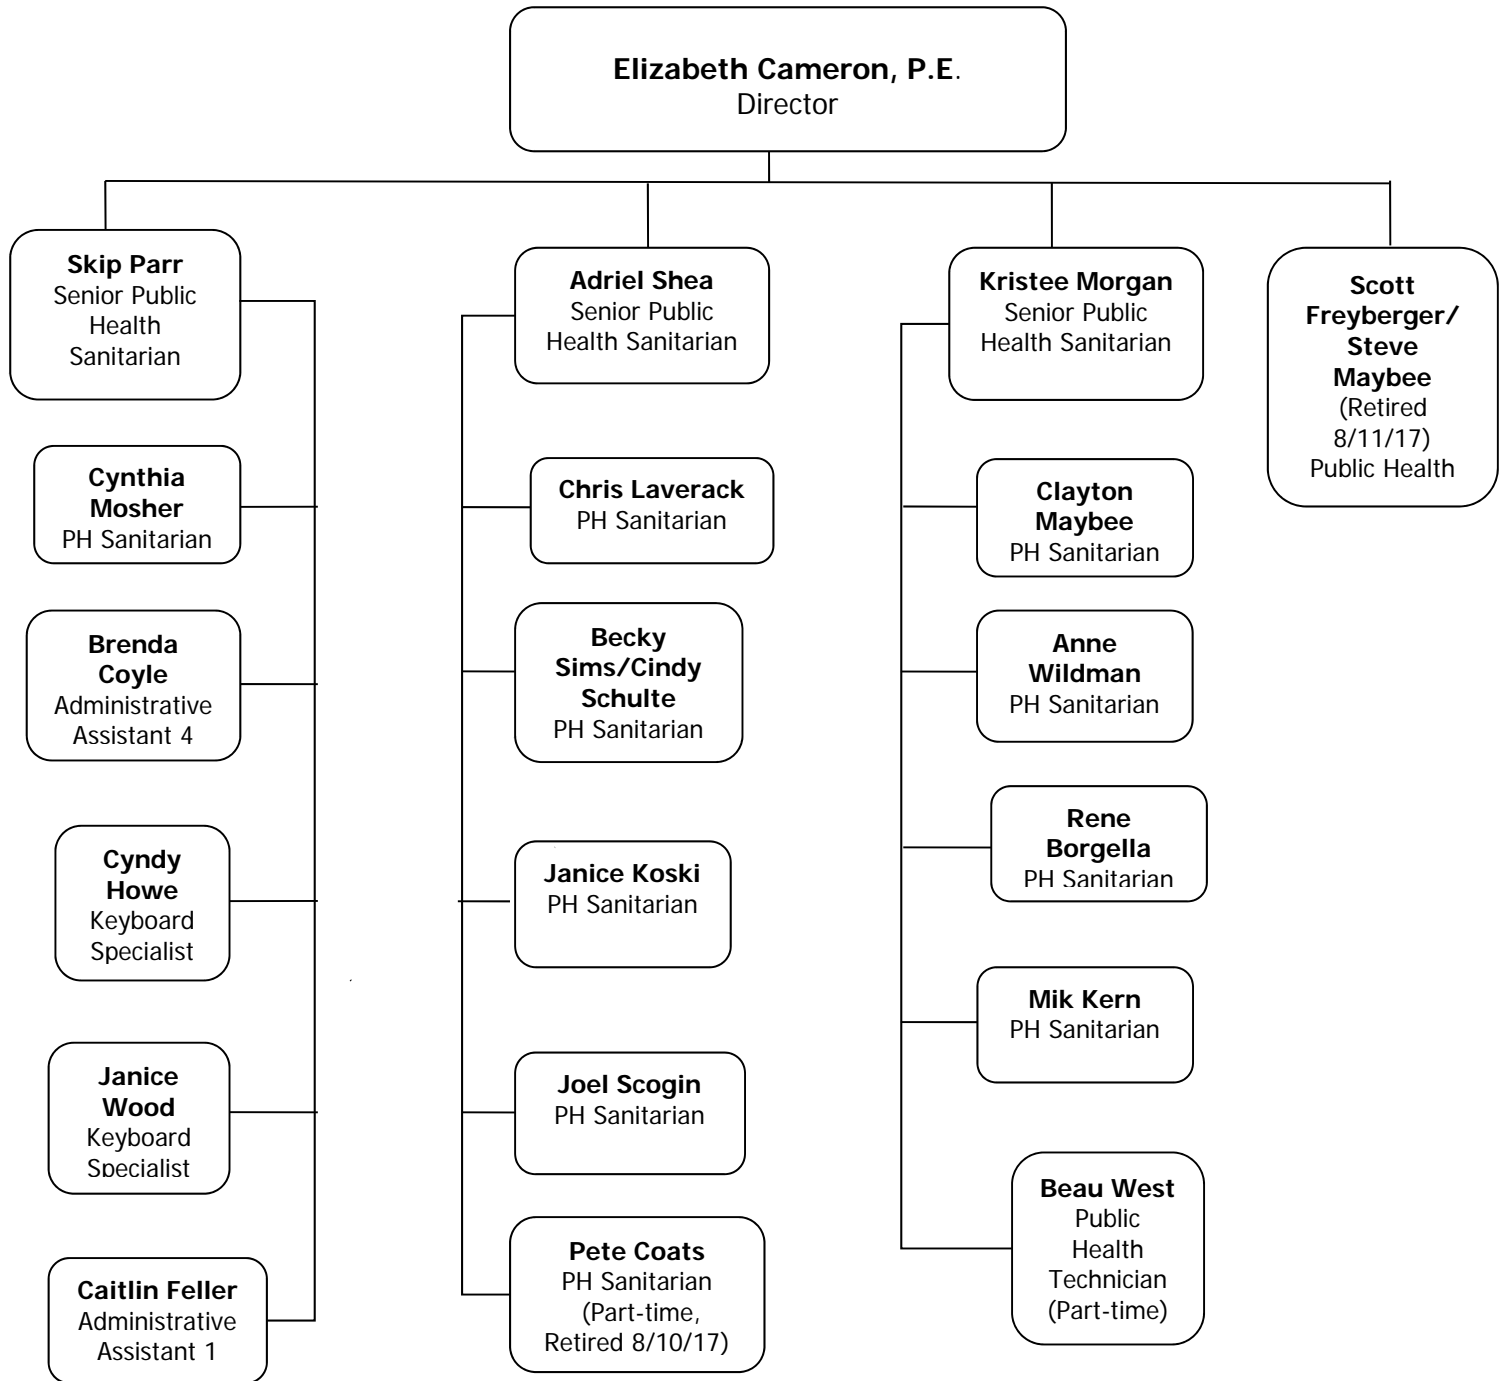 Elizabeth Cameron, P.E.
Director
Skip Parr
Senior Public
Health
Sanitarian
Cynthia
Mosher
PH Sanitarian
Brenda
Coyle
Administrative
Assistant 4
Cyndy
Howe
Keyboard
Specialist
Janice
Wood
Keyboard
Specialist
Caitlin Feller
Administrative
Assistant 1
Adriel Shea
Senior Public
Health Sanitarian
Chris Laverack
PH Sanitarian
Becky
Sims/Cindy
Schulte
PH Sanitarian
Janice Koski
PH Sanitarian
Joel Scogin
PH Sanitarian
Pete Coats
PH Sanitarian
(Part-time,
Retired 8/10/17)
Kristee Morgan
Senior Public
Health Sanitarian
Clayton
Maybee
PH Sanitarian
Anne
Wildman
PH Sanitarian
Rene
Borgella
PH Sanitarian
Mik Kern
PH Sanitarian
Beau West
Public
Health
Technician
(Part-time)
Scott
Freyberger/
Steve
Maybee
(Retired
8/11/17)
Public Health